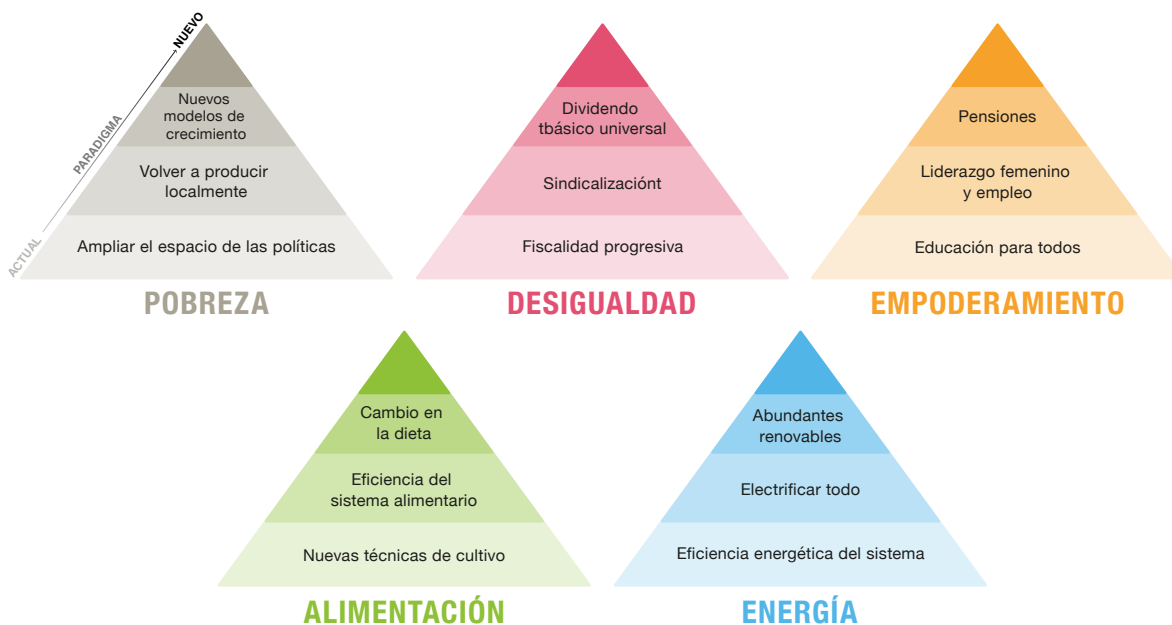 NUEVO
PARADIGMA
ACTUAL
Nuevos
modelos de
crecimiento
Volver a producir
localmente
Ampliar el espacio de las políticas
POBREZA
Dividendo
tbásico universal
Sindicalizaciónt
Fiscalidad progresiva
DESIGUALDAD
Pensiones
Liderazgo femenino
y empleo
Educación para todos
EMPODERAMIENTO
Cambio en
la dieta
Eficiencia del
sistema alimentario
Nuevas técnicas de cultivo
ALIMENTACIÓN
Abundantes
renovables
Electrificar todo
Eficiencia energética del sistema
ENERGÍA